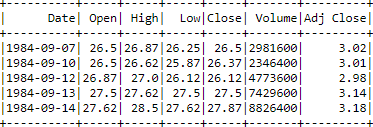 +----------+-----+-----+-----+-----+-------+---------+
|      Date| Open| High|  Low|Close| Volume|Adj Close|
+----------+-----+-----+-----+-----+-------+---------+
|1984-09-07| 26.5|26.87|26.25| 26.5|2981600|     3.02|
|1984-09-10| 26.5|26.62|25.87|26.37|2346400|     3.01|
|1984-09-12|26.87| 27.0|26.12|26.12|4773600|     2.98|
|1984-09-13| 27.5|27.62| 27.5| 27.5|7429600|     3.14|
|1984-09-14|27.62| 28.5|27.62|27.87|8826400|     3.18|
+----------+-----+-----+-----+-----+-------+---------+